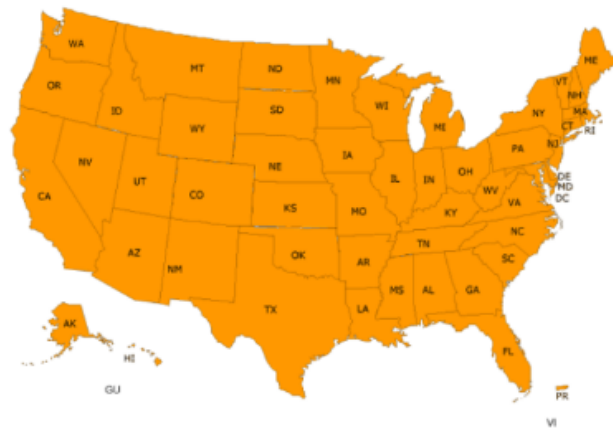 WA
MT
ND
MN
OR
ID
SD
WI
MI
WY
NE
IA
NV
UT
CO
KS
MO
IL
IN
OH
CA
AZ
NM
OK
AR
TX
LA
MS
AL
GA
TN
KY
WV
VA
NC
SC
FL
PA
NY
VT
NH
ME
MA
CT
RI
NJ
DE
MD
DC
AK
HI
GU
PR
VI